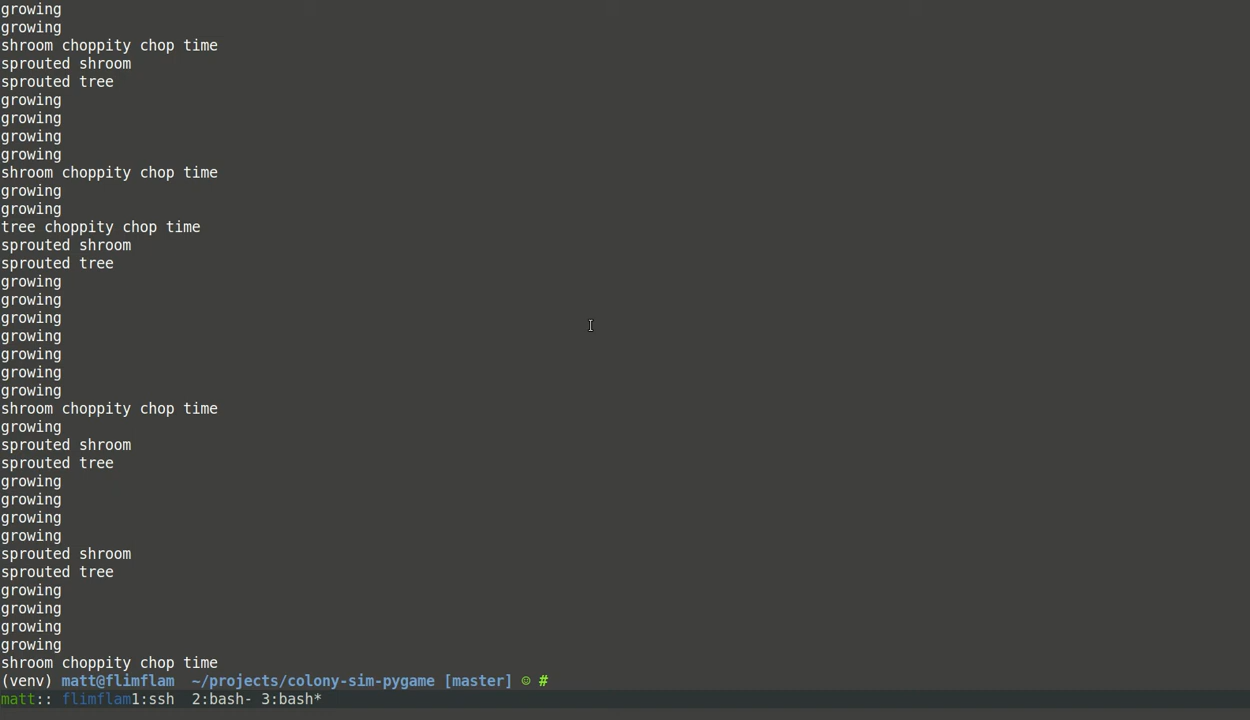 growing
growing
shroom choppity chop time
sprouted shroom
sprouted tree
growing
growing
growing
growing
shroom choppity chop time
growing
growing
tree choppity chop time
sprouted shroom
sprouted tree
growing
growing
growing
growing
growing
growing
growing
shroom choppity chop time
growing
sprouted shroom
sprouted tree
growing
growing
growing
growing
sprouted shroom
sprouted tree
growing
growing
growing
growing
shroom choppity chop time
(venv) matt@flimflam  ~/projects/colony-sim-pygame [master] ☺ #
matt:: flimflam1:ssh  2:bash- 3:bash*